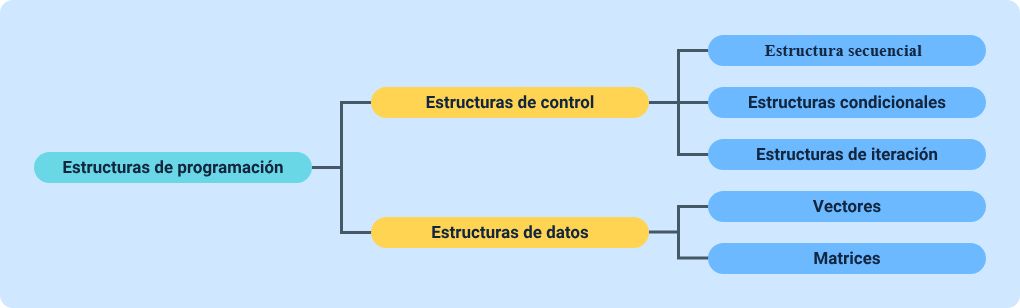 Estructuras de programación
Estructuras de control
Estructura secuencial
Estructuras condicionales
Estructuras de iteración
Estructuras de datos
Vectores
Matrices